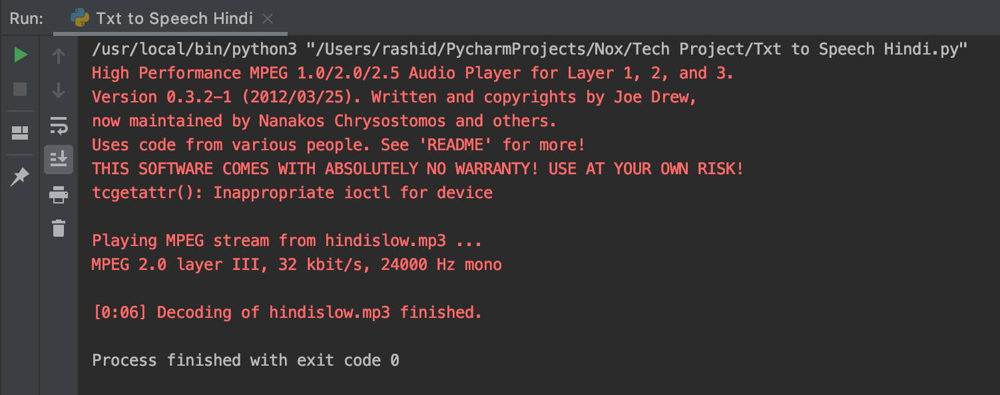 Run:
Txt to Speech Hindi
/usr/local/bin/python3 "/Users/rashid/PycharmProjects/Nox/Tech Project/Txt to Speech Hindi.py"
High Performance MPEG 1.0/2.0/2.5 Audio Player for Layer 1, 2, and 3.
Version 0.3.2-1 (2012/03/25). Written and copyrights by Joe Drew,
now maintained by Nanakos Chrysostomos and others.
Uses code from various people. See 'README' for more!
THIS SOFTWARE COMES WITH ABSOLUTELY NO WARRANTY! USE AT YOUR OWN RISK!
tcgetattr(): Inappropriate ioctl for device
Playing MPEG stream from hindislow.mp3 ...
MPEG 2.0 layer III, 32 kbit/s, 24000 Hz mono
[0:06] Decoding of hindislow.mp3 finished.
Process finished with exit code 0